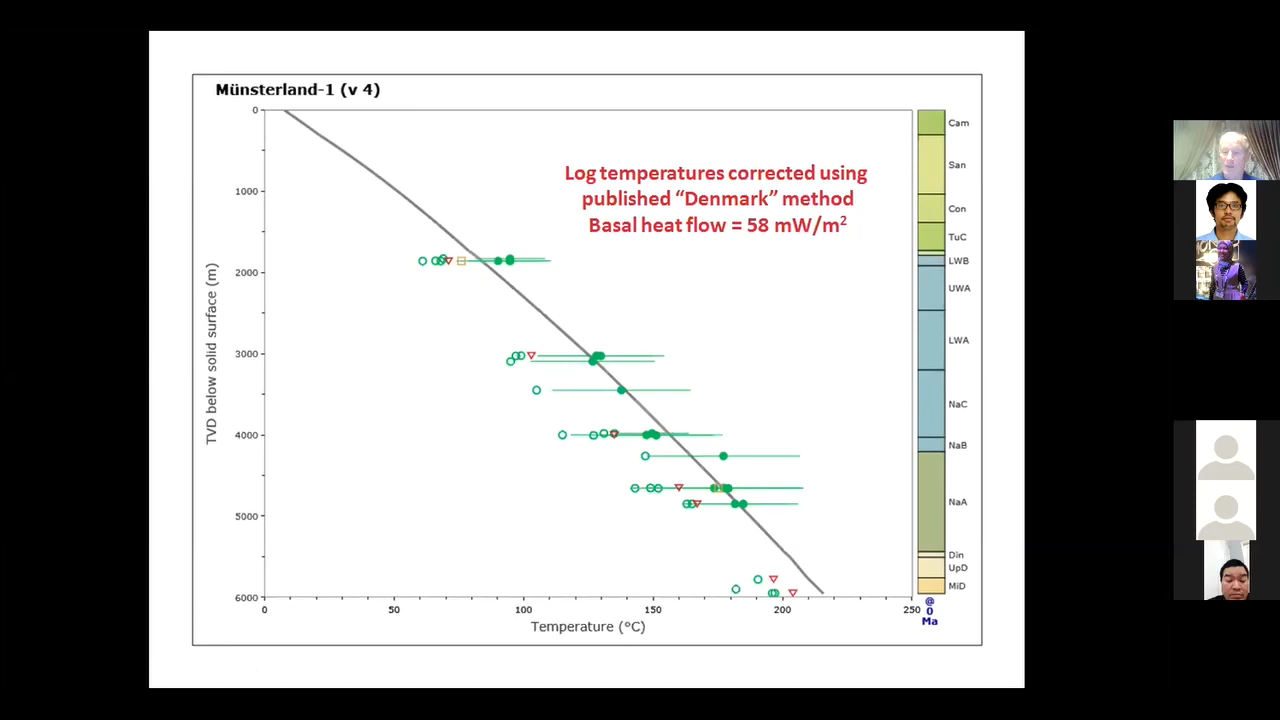 Münsterland-1 (v 4)
Log temperatures corrected using
published “Denmark” method
Basal heat flow = 58 mW/m²
TVD below solid surface (m)
0
1000
2000
3000
4000
5000
6000
0
50
100
150
200
250
Temperature (°C)
Cam
San
Con
TuC
LWB
UWA
LWA
NaC
NaB
NaA
Din
UpD
MiD
@
0
Ma